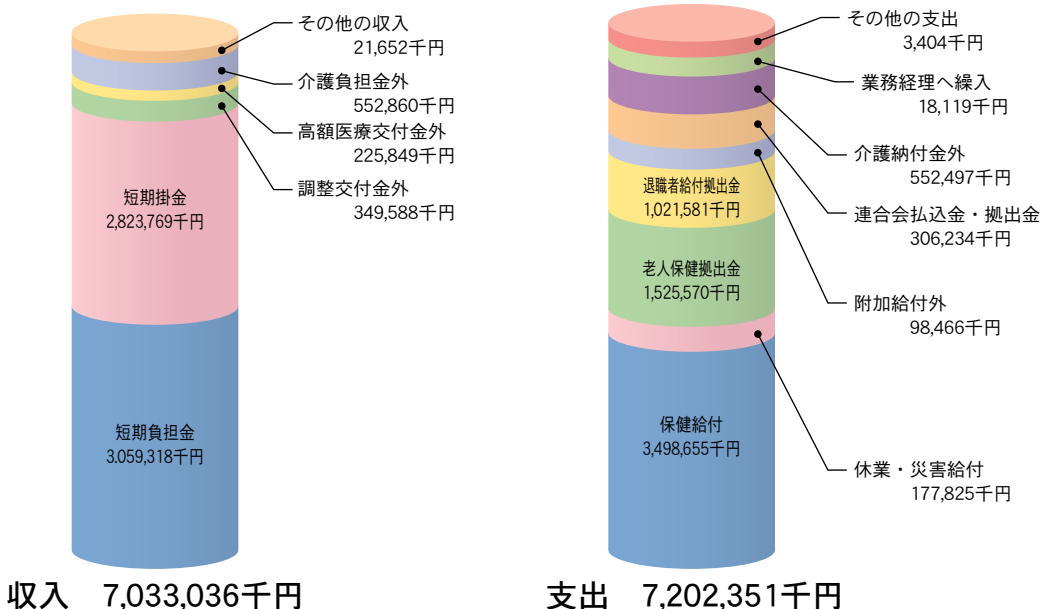 その他の収入
21,652千円
介護負担金外
552,860千円
高額医療交付金外
225,849千円
調整交付金外
349,588千円
短期掛金
2,823,769千円
短期負担金
3.059,318千円
収入 7,033,036千円
その他の支出
3,404千円
業務経理へ繰入
18,119千円
介護納付金外
552,497千円
連合会払込金・拠出金
306,234千円
附加給付外
98,466千円
退職者給付拠出金
1,021,581千円
老人保健拠出金
1,525,570千円
保健給付
3,498,655千円
休業・災害給付
177,825千円
支出 7,202,351千円